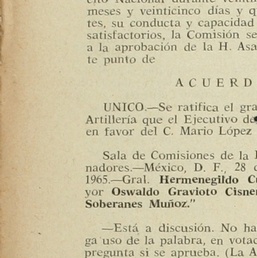 cito Nacional durante veinti
meses y veinticinco días y q
tes, su conducta y capacidad
satisfactorios, la Comisión se
a la aprobación de la H. Asa
te punto de
ACUERD
UNICO.—Se ratifica el gra
Artillería que el Ejecutivo de
en favor del C. Mario López
Sala de Comisiones de la
nadores.—México, D. F., 28 d
1965.—Gral. Hermenegildo C
yor Oswaldo Gravioto Cisner
Soberanes Muñoz."
—Está a discusión. No ha
ga uso de la palabra, en votac
pregunta si se aprueba. (La A